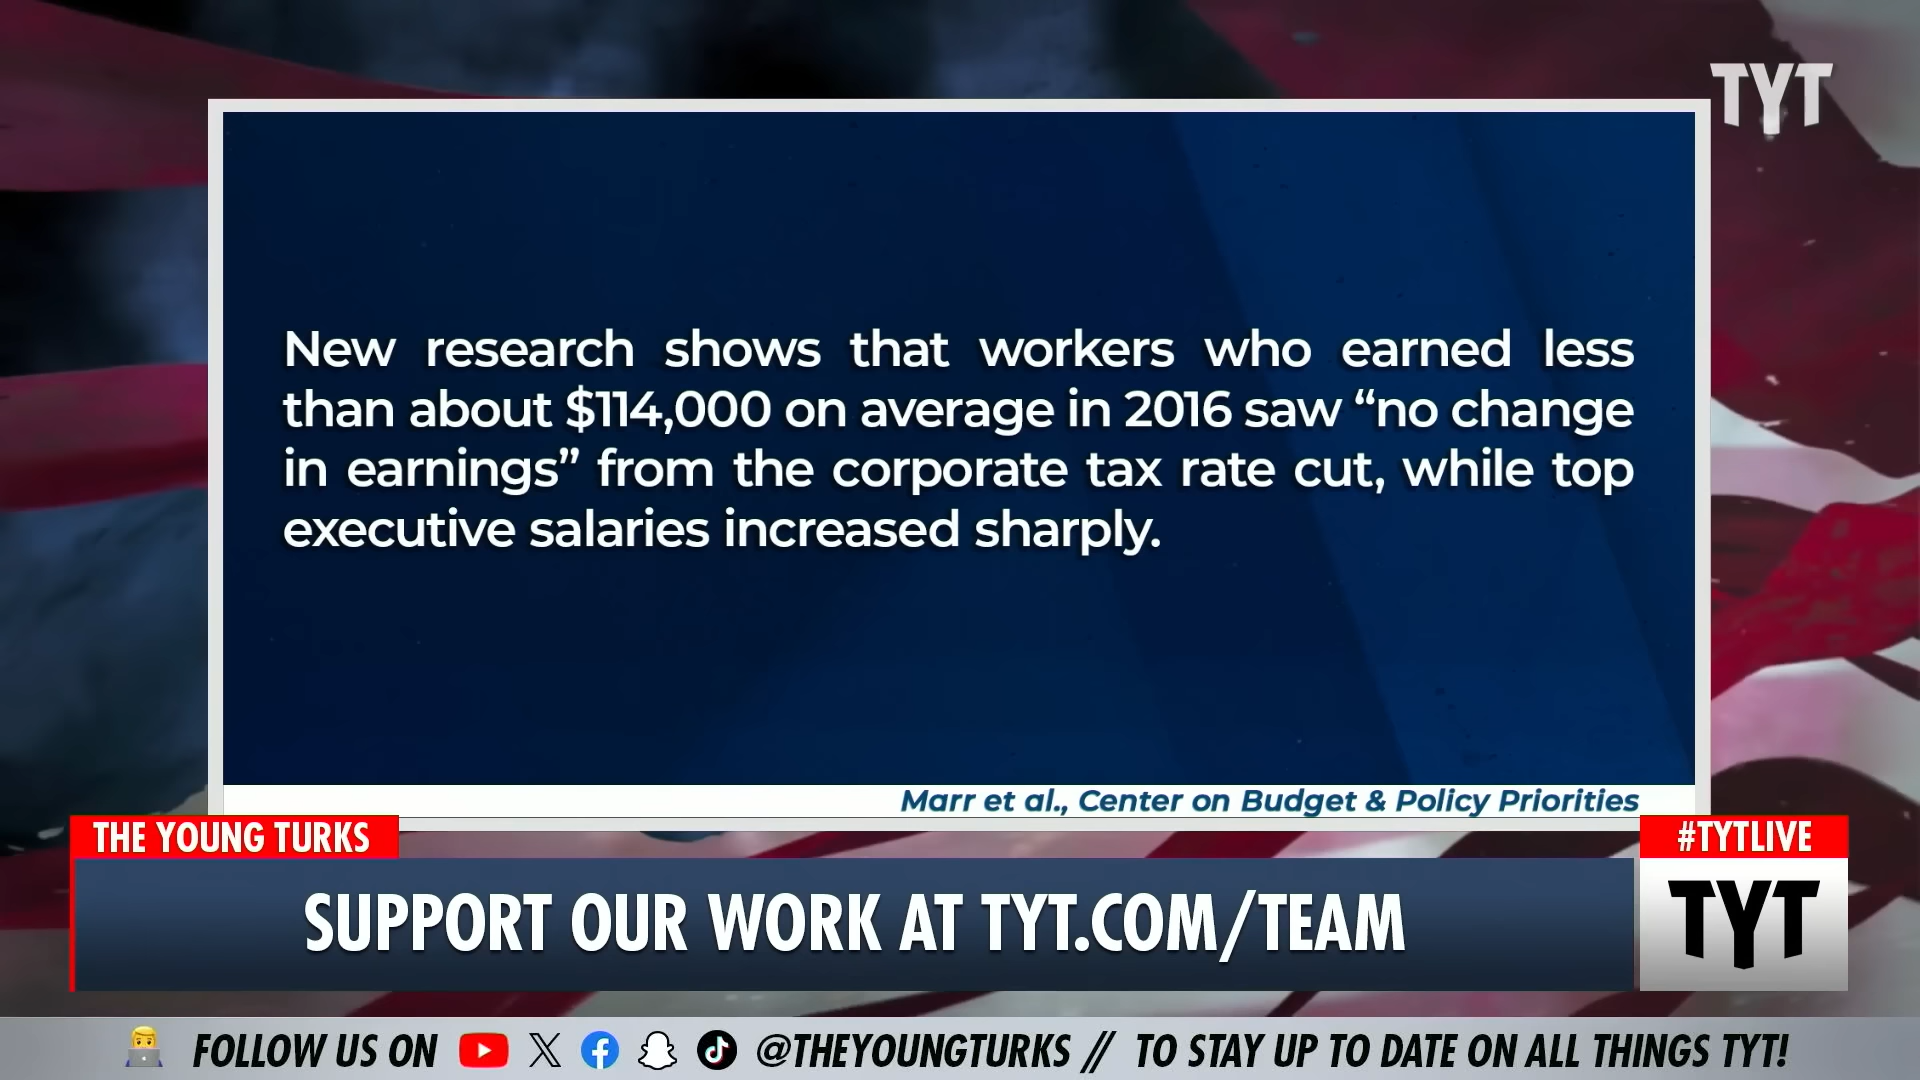 TYT
New research shows that workers who earned less
than about $114,000 on average in 2016 saw “no change
in earnings” from the corporate tax rate cut, while top
executive salaries increased sharply.
Marr et al., Center on Budget & Policy Priorities
THE YOUNG TURKS
#TYTLIVE
SUPPORT OUR WORK AT TYT.COM/TEAM
TYT
FOLLOW US ON @THEYOUNGTURKS // TO STAY UP TO DATE ON ALL THINGS TYT!